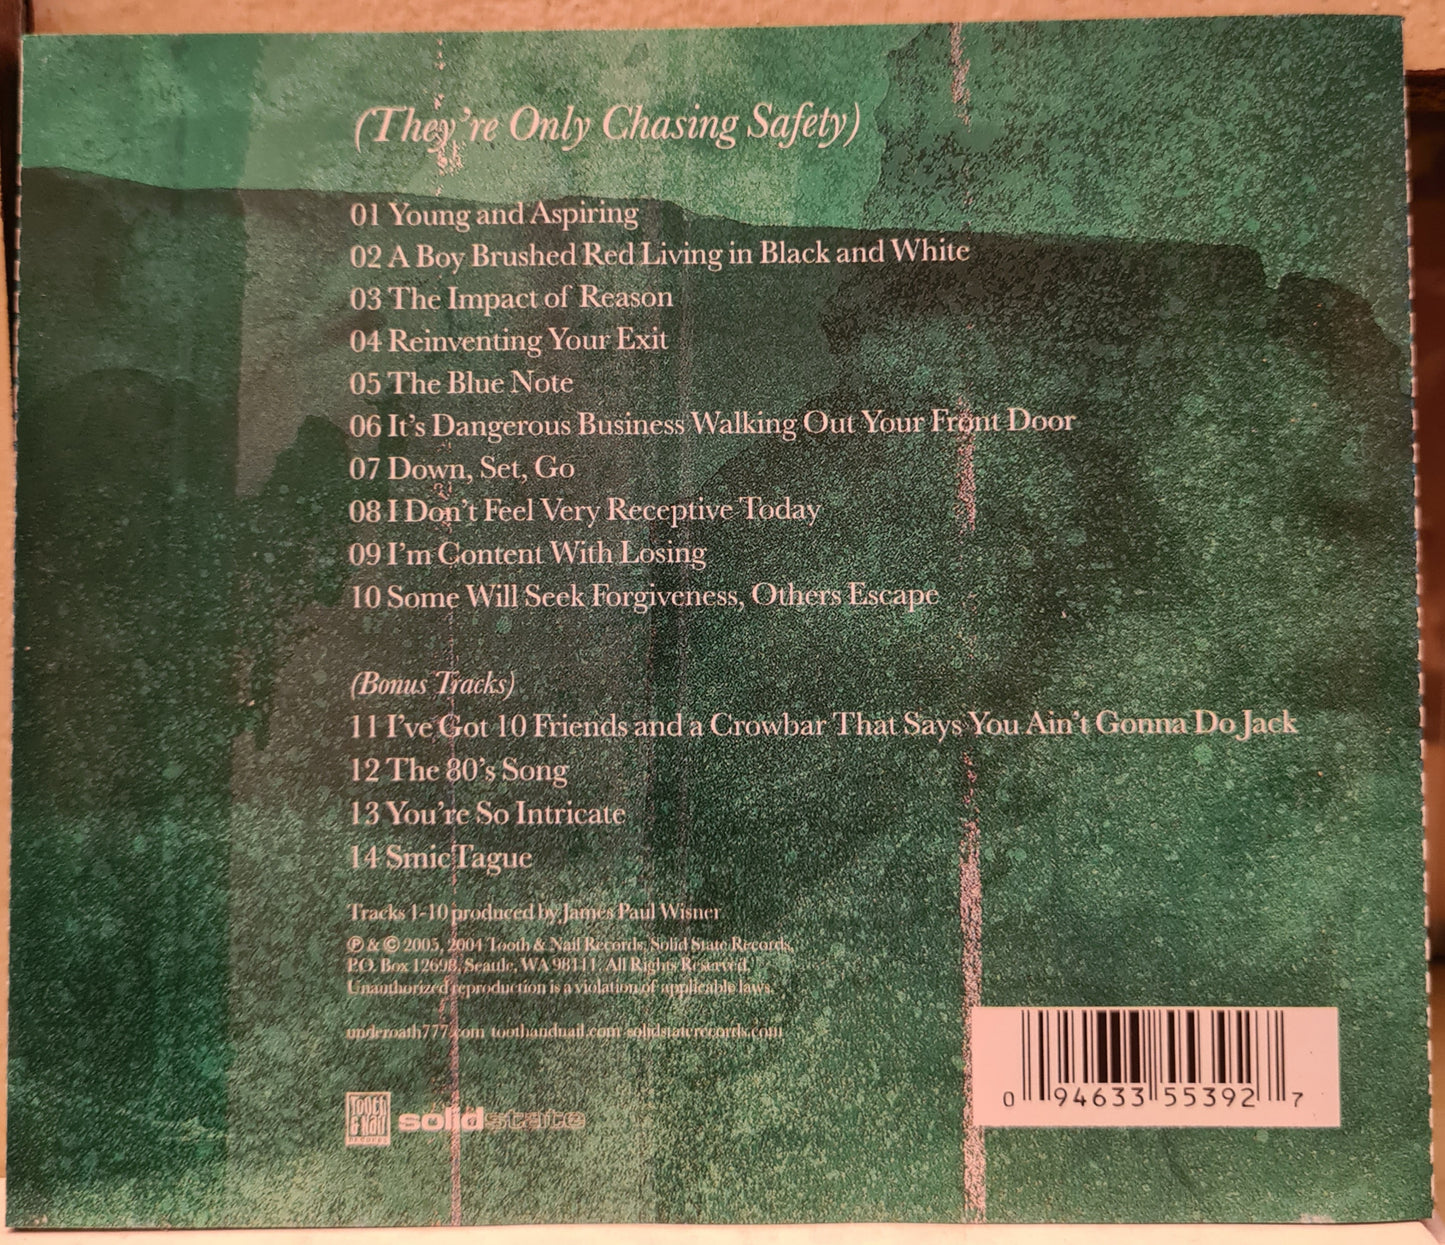 (They're Only Chasing Safety)
01 Young and Aspiring
02 A Boy Brushed Red Living in Black and White
03 The Impact of Reason
04 Reinventing Your Exit
05 The Blue Note
06 It's Dangerous Business Walking Out Your Front Door
07 Down, Set, Go
08 I Don't Feel Very Receptive Today
09 I'm Content With Losing
10 Some Will Seek Forgiveness, Others Escape
(Bonus Tracks)
11 I've Got 10 Friends and a Crowbar That Says You Ain't Gonna Do Jack
12 The 80's Song
13 You're So Intricate
14 Smic Tague
Tracks 1-10 produced by James Paul Wisner
℗ & © 2005, 2004 Tooth & Nail Records, Solid State Records,
P.O. Box 12698, Seattle, WA 98111. All Rights Reserved.
Unauthorized reproduction is a violation of applicable laws.
underoath777.com toothandnail.com solidstaterecords.com
TOOTH
& NAIL
RECORDS
solidstate
0 94633 55392 7